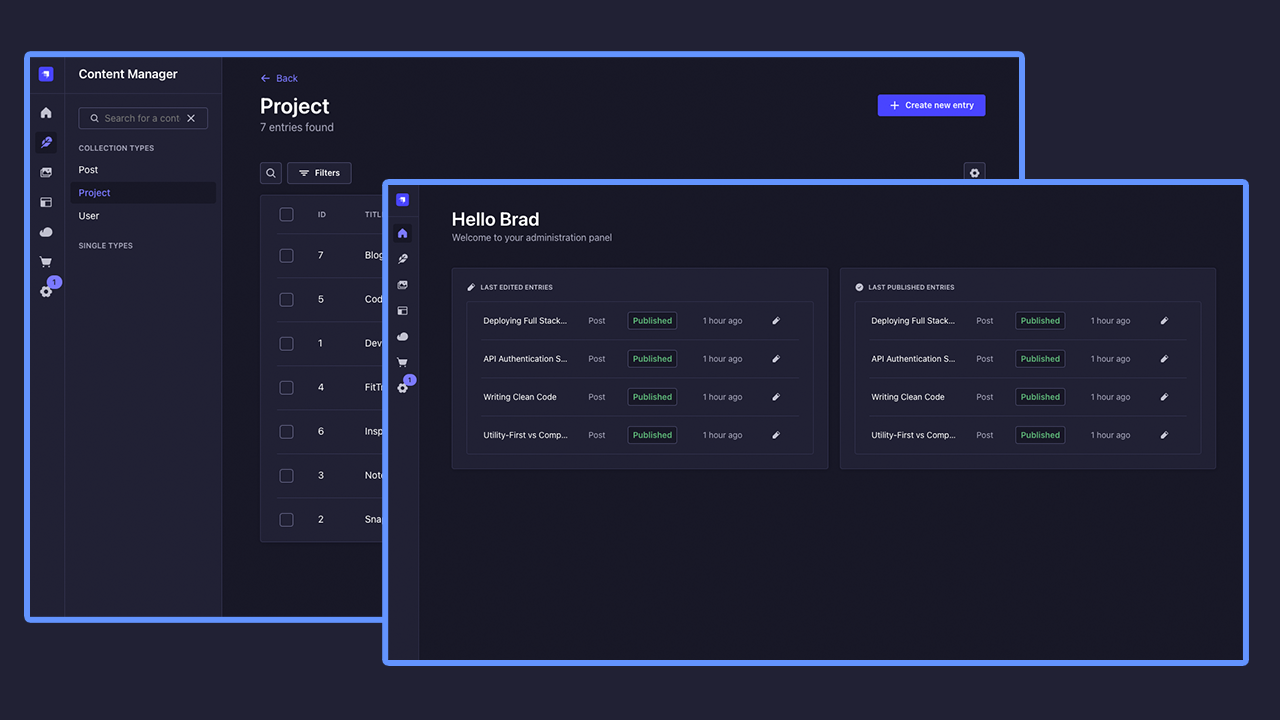 Content Manager
Search for a cont
COLLECTION TYPES
Post
Project
User
SINGLE TYPES
1
Back
Project
7 entries found
Create new entry
Filters
ID TITL
7 Blog
5 Cod
1 Dev
4 FitTr
6 Insp
3 Note
2 Sna
1
Hello Brad
Welcome to your administration panel
LAST EDITED ENTRIES
Deploying Full Stack... Post Published 1 hour ago
API Authentication S... Post Published 1 hour ago
Writing Clean Code Post Published 1 hour ago
Utility-First vs Comp... Post Published 1 hour ago
LAST PUBLISHED ENTRIES
Deploying Full Stack... Post Published 1 hour ago
API Authentication S... Post Published 1 hour ago
Writing Clean Code Post Published 1 hour ago
Utility-First vs Comp... Post Published 1 hour ago